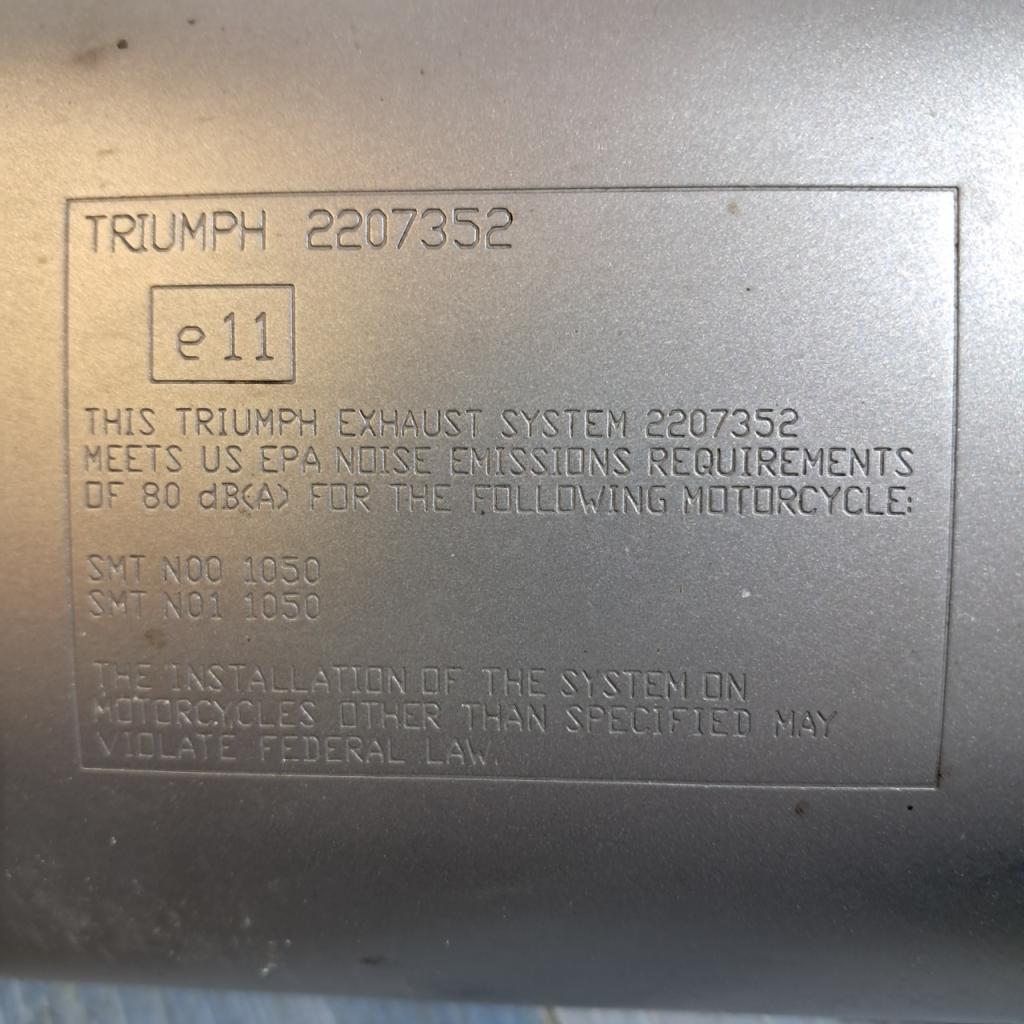 TRIUMPH 2207352
e11
THIS TRIUMPH EXHAUST SYSTEM 2207352
MEETS US EPA NOISE EMISSIONS REQUIREMENTS
OF 80 dB(A) FOR THE FOLLOWING MOTORCYCLE:
SMT N00 1050
SMT N01 1050
THE INSTALLATION OF THE SYSTEM ON
MOTORCYCLES OTHER THAN SPECIFIED MAY
VIOLATE FEDERAL LAW.